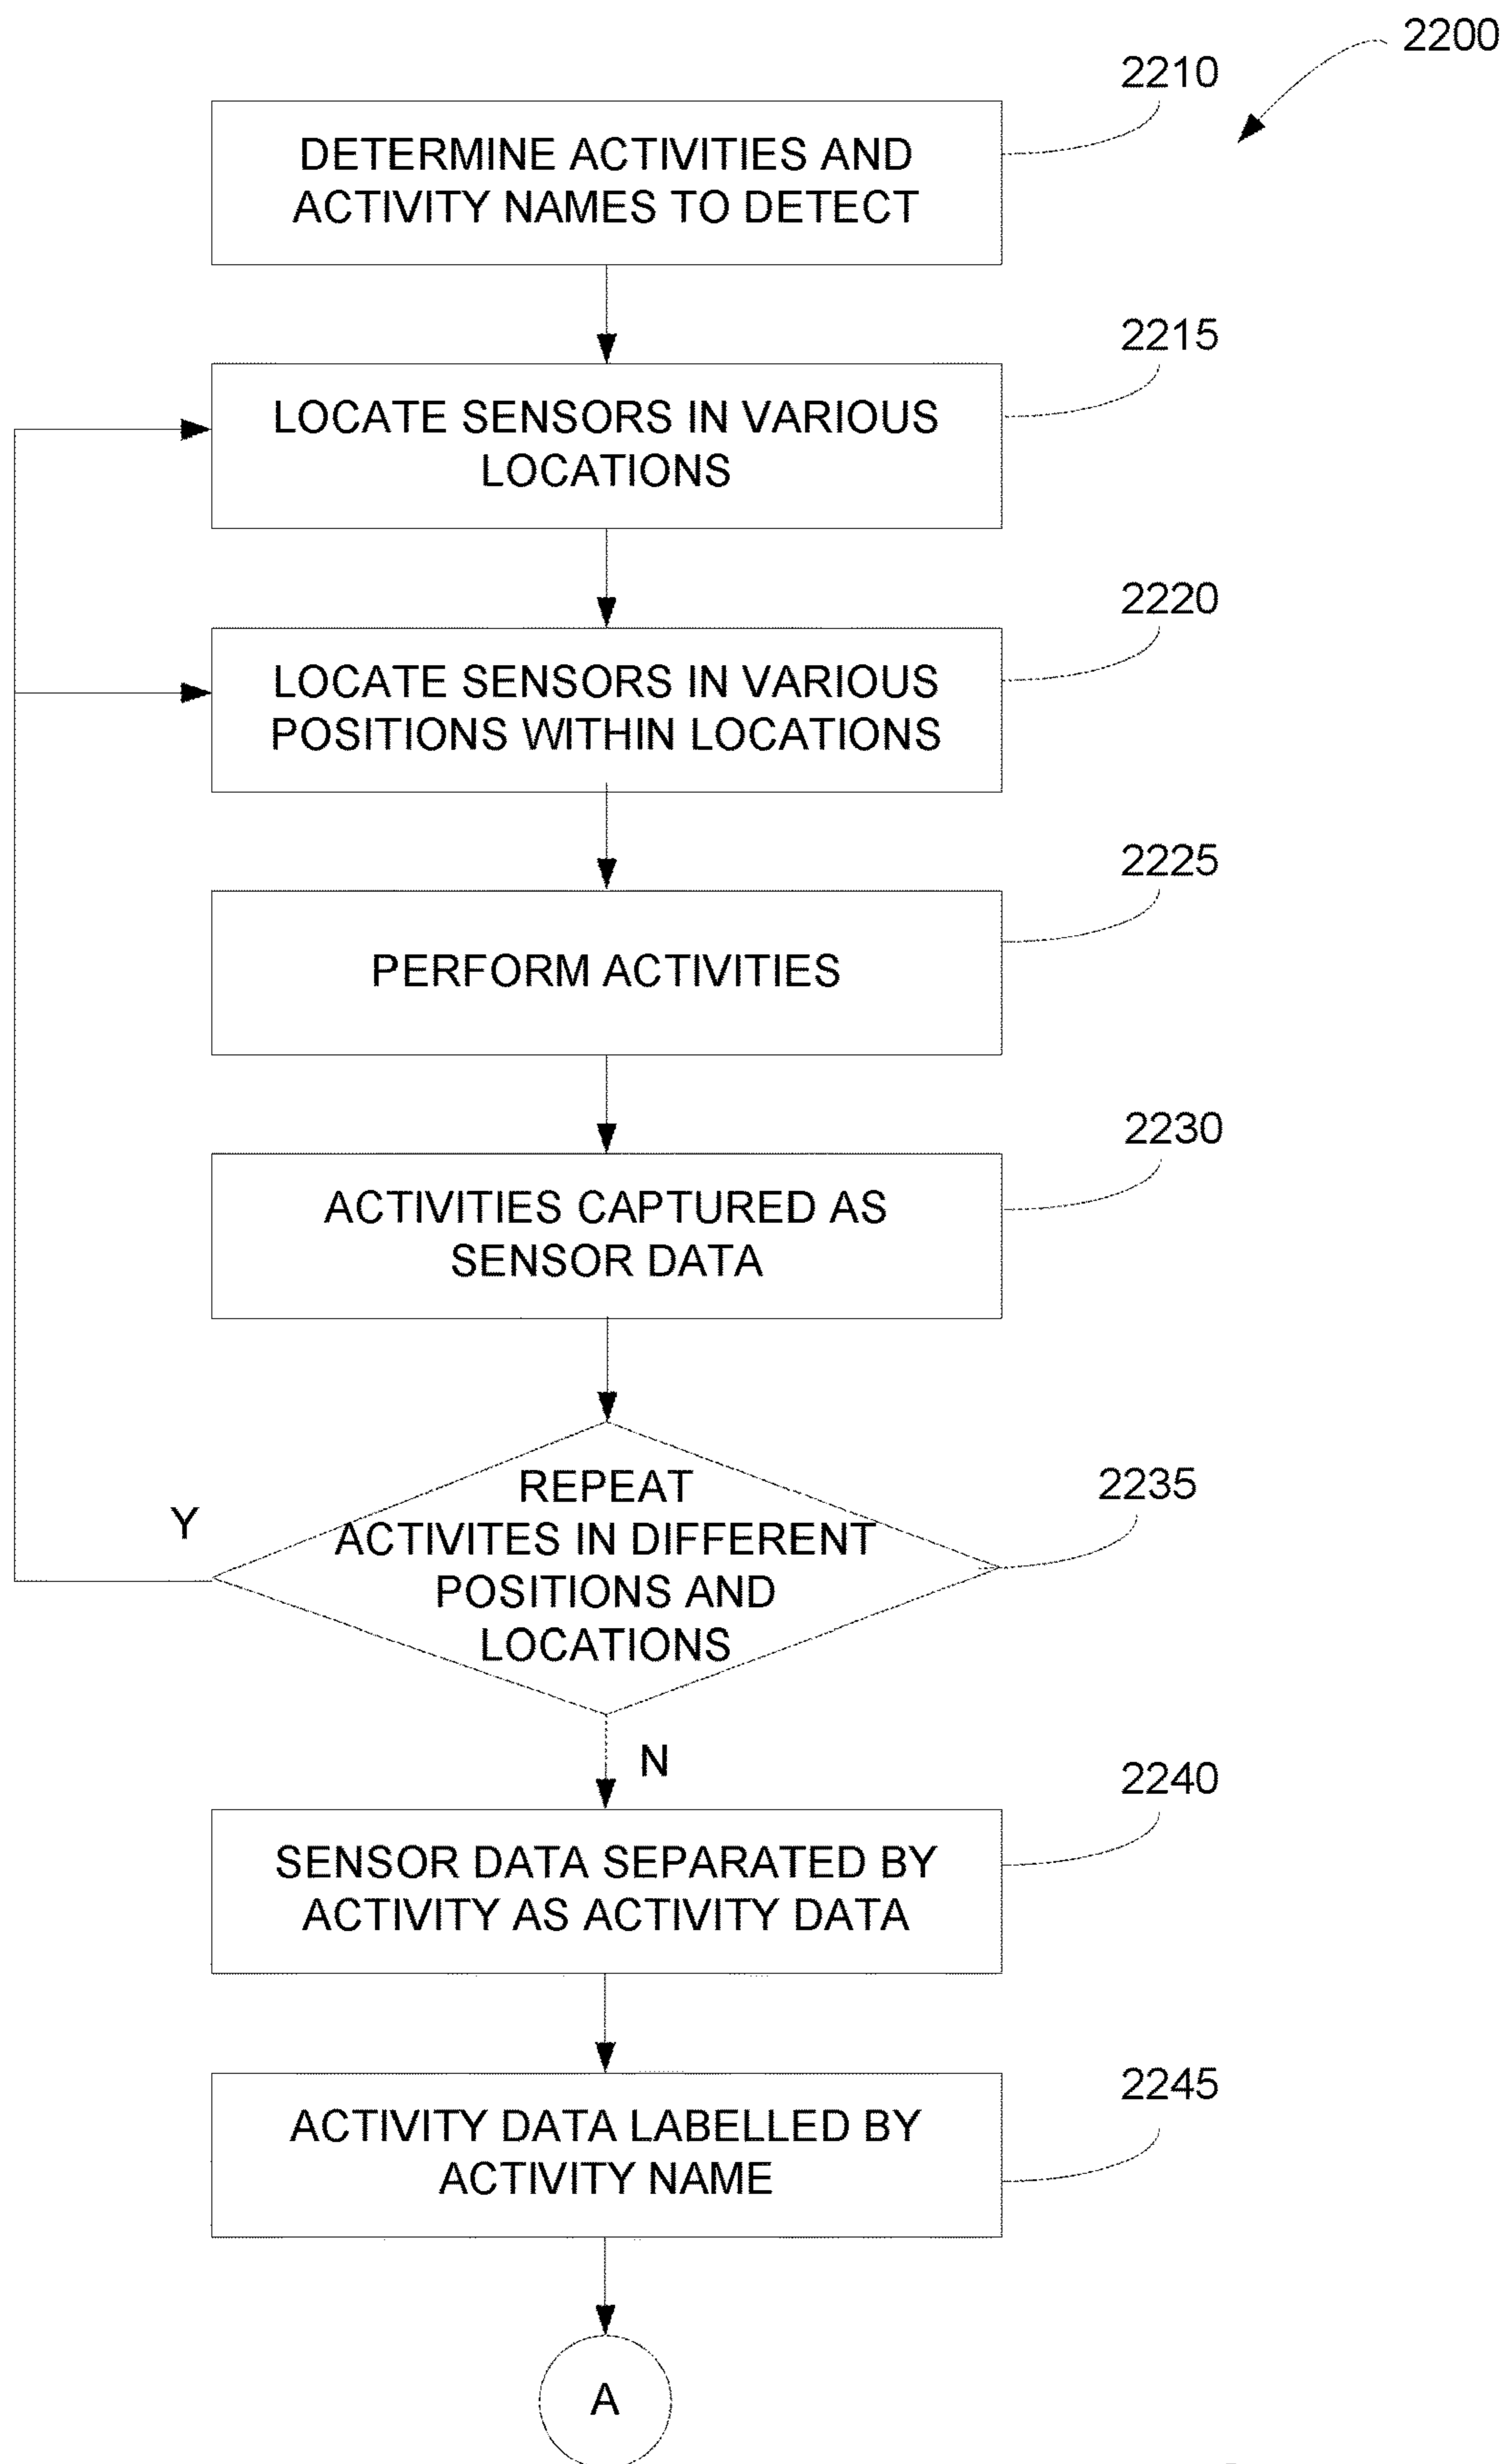 2200
2210
DETERMINE ACTIVITIES AND
ACTIVITY NAMES TO DETECT
2215
LOCATE SENSORS IN VARIOUS
LOCATIONS
2220
LOCATE SENSORS IN VARIOUS
POSITIONS WITHIN LOCATIONS
2225
PERFORM ACTIVITIES
2230
ACTIVITIES CAPTURED AS
SENSOR DATA
2235
REPEAT
Y
ACTIVITES IN DIFFERENT
POSITIONS AND
LOCATIONS
N
2240
SENSOR DATA SEPARATED BY
ACTIVITY AS ACTIVITY DATA
2245
ACTIVITY DATA LABELLED BY
ACTIVITY NAME
A